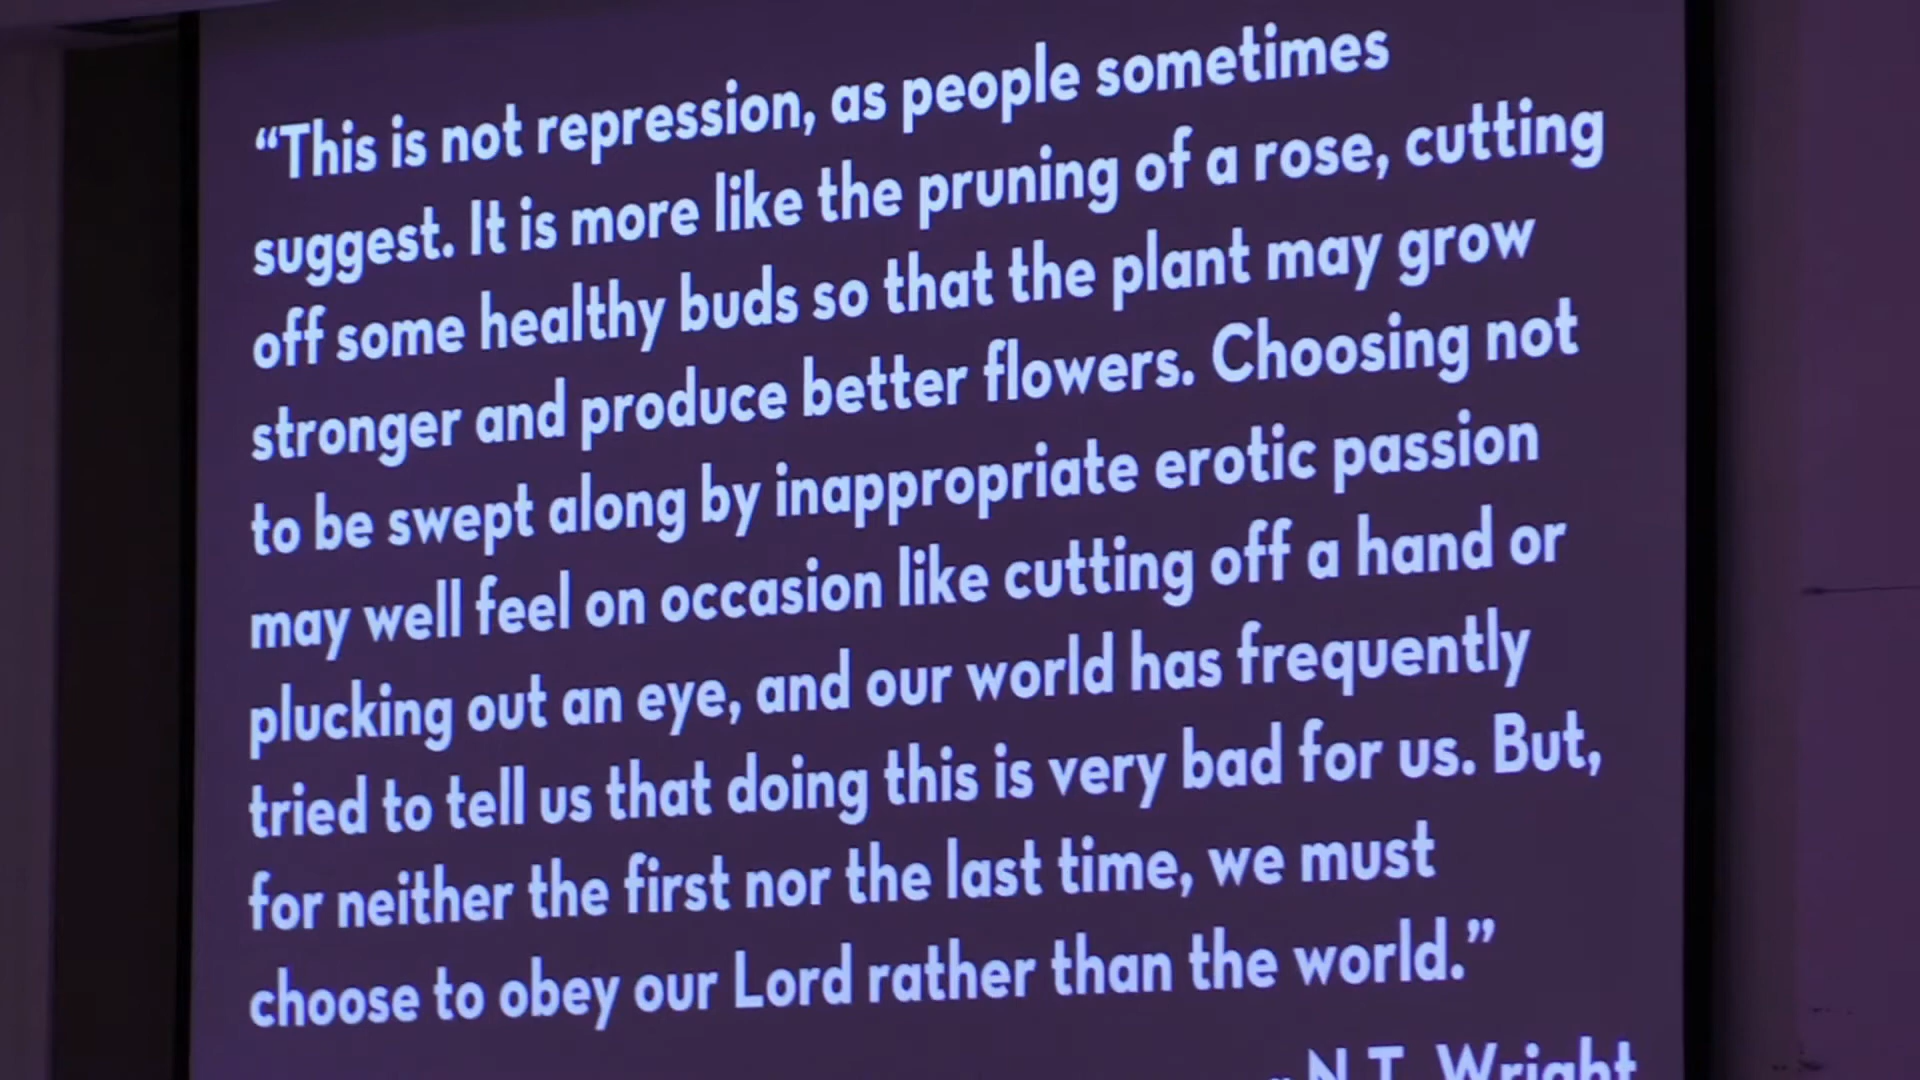 “This is not repression, as people sometimes
suggest. It is more like the pruning of a rose, cutting
off some healthy buds so that the plant may grow
stronger and produce better flowers. Choosing not
to be swept along by inappropriate erotic passion
may well feel on occasion like cutting off a hand or
plucking out an eye, and our world has frequently
tried to tell us that doing this is very bad for us. But,
for neither the first nor the last time, we must
choose to obey our Lord rather than the world.”
- N.T. Wright